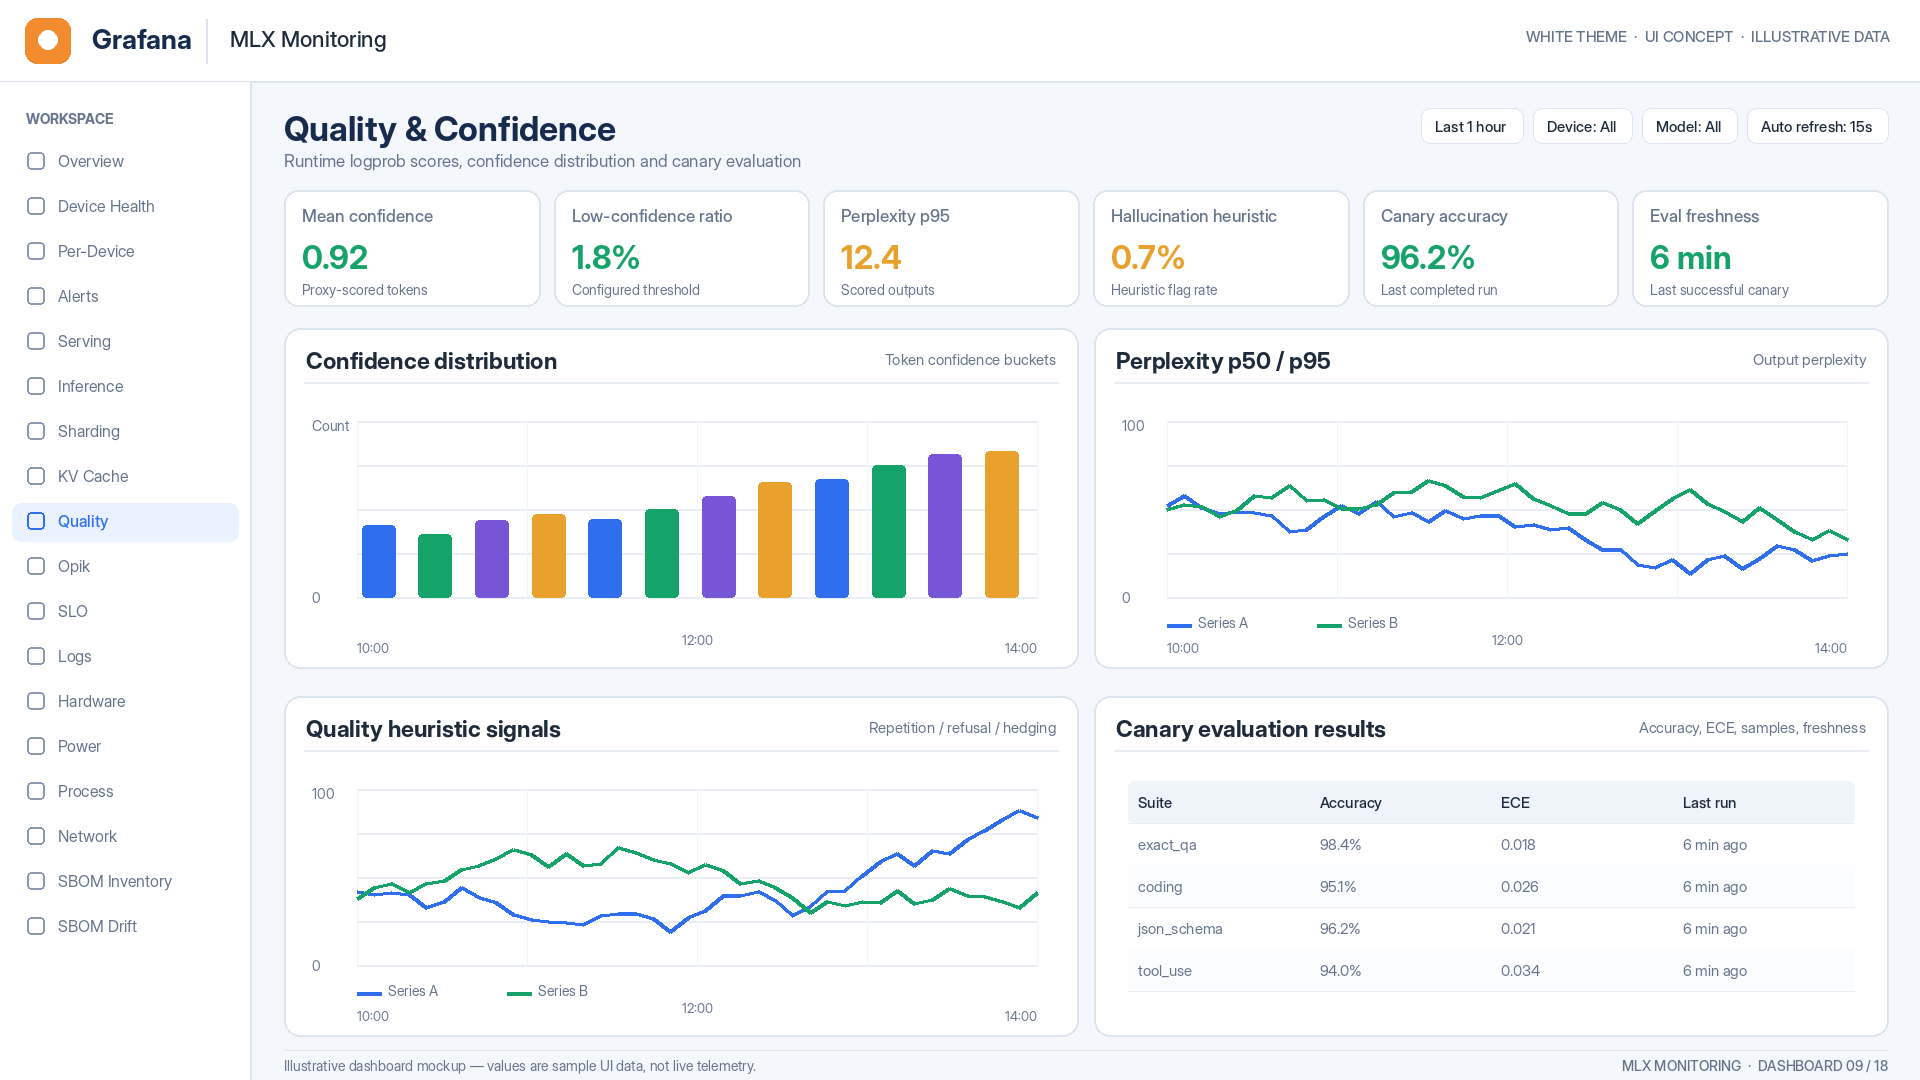 Grafana
MLX Monitoring
WHITE THEME · UI CONCEPT · ILLUSTRATIVE DATA
WORKSPACE
Overview
Device Health
Per-Device
Alerts
Serving
Inference
Sharding
KV Cache
Quality
Opik
SLO
Logs
Hardware
Power
Process
Network
SBOM Inventory
SBOM Drift
Quality & Confidence
Runtime logprob scores, confidence distribution and canary evaluation
Last 1 hour
Device: All
Model: All
Auto refresh: 15s
Mean confidence
0.92
Proxy-scored tokens
Low-confidence ratio
1.8%
Configured threshold
Perplexity p95
12.4
Scored outputs
Hallucination heuristic
0.7%
Heuristic flag rate
Canary accuracy
96.2%
Last completed run
Eval freshness
6 min
Last successful canary
Confidence distribution
Token confidence buckets
Count
0
10:00
12:00
14:00
Perplexity p50 / p95
Output perplexity
100
0
Series A
Series B
10:00
12:00
14:00
Quality heuristic signals
Repetition / refusal / hedging
100
0
Series A
Series B
10:00
12:00
14:00
Canary evaluation results
Accuracy, ECE, samples, freshness
Suite Accuracy ECE Last run
exact_qa 98.4% 0.018 6 min ago
coding 95.1% 0.026 6 min ago
json_schema 96.2% 0.021 6 min ago
tool_use 94.0% 0.034 6 min ago
Illustrative dashboard mockup — values are sample UI data, not live telemetry.
MLX MONITORING · DASHBOARD 09 / 18